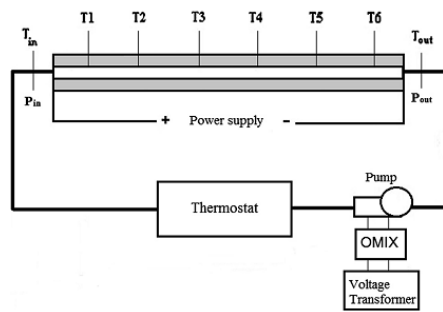 T1 T2 T3 T4 T5 T6
Tin Tout
Pin Pout
+ Power supply -
Pump
Thermostat
OMIX
Voltage
Transformer